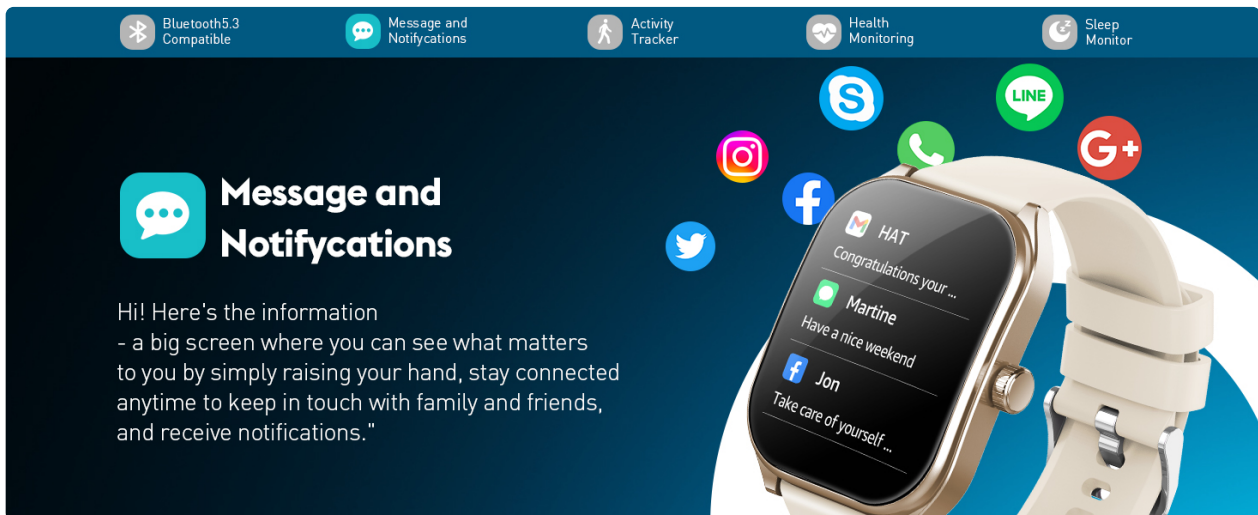 Bluetooth5.3
Compatible
Message and
Notifycations
Activity
Tracker
Health
Monitoring
Sleep
Monitor
LINE
G+
Message and
Notifycations
Hi! Here's the information
- a big screen where you can see what matters
to you by simply raising your hand, stay connected
anytime to keep in touch with family and friends,
and receive notifications."
HAT
Congratulations your ...
Martine
Have a nice weekend
Jon
Take care of yourself ...